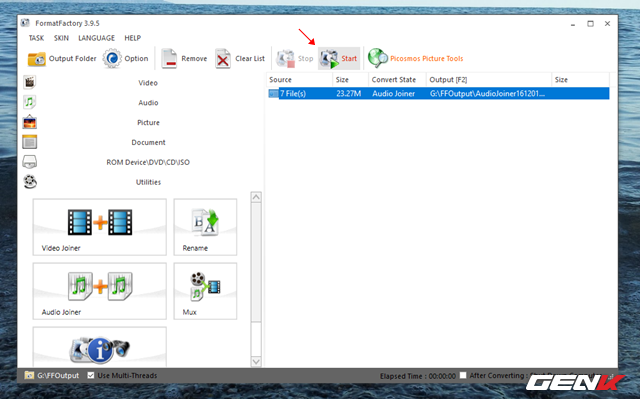 FormatFactory 3.9.5
TASK SKIN LANGUAGE HELP
Output Folder Option Remove Clear List Stop Start Picosmos Picture Tools
Source Size Convert State Output [F2] Size
7 File(s) 23.27M Audio Joiner G:\FFOutput\AudioJoiner161201...
Video
Audio
Picture
Document
ROM Device\DVD\CD\ISO
Utilities
Video Joiner Rename
Audio Joiner Mux
G:\FFOutput Use Multi-Threads Elapsed Time : 00:00:00 After Converting :
GENK